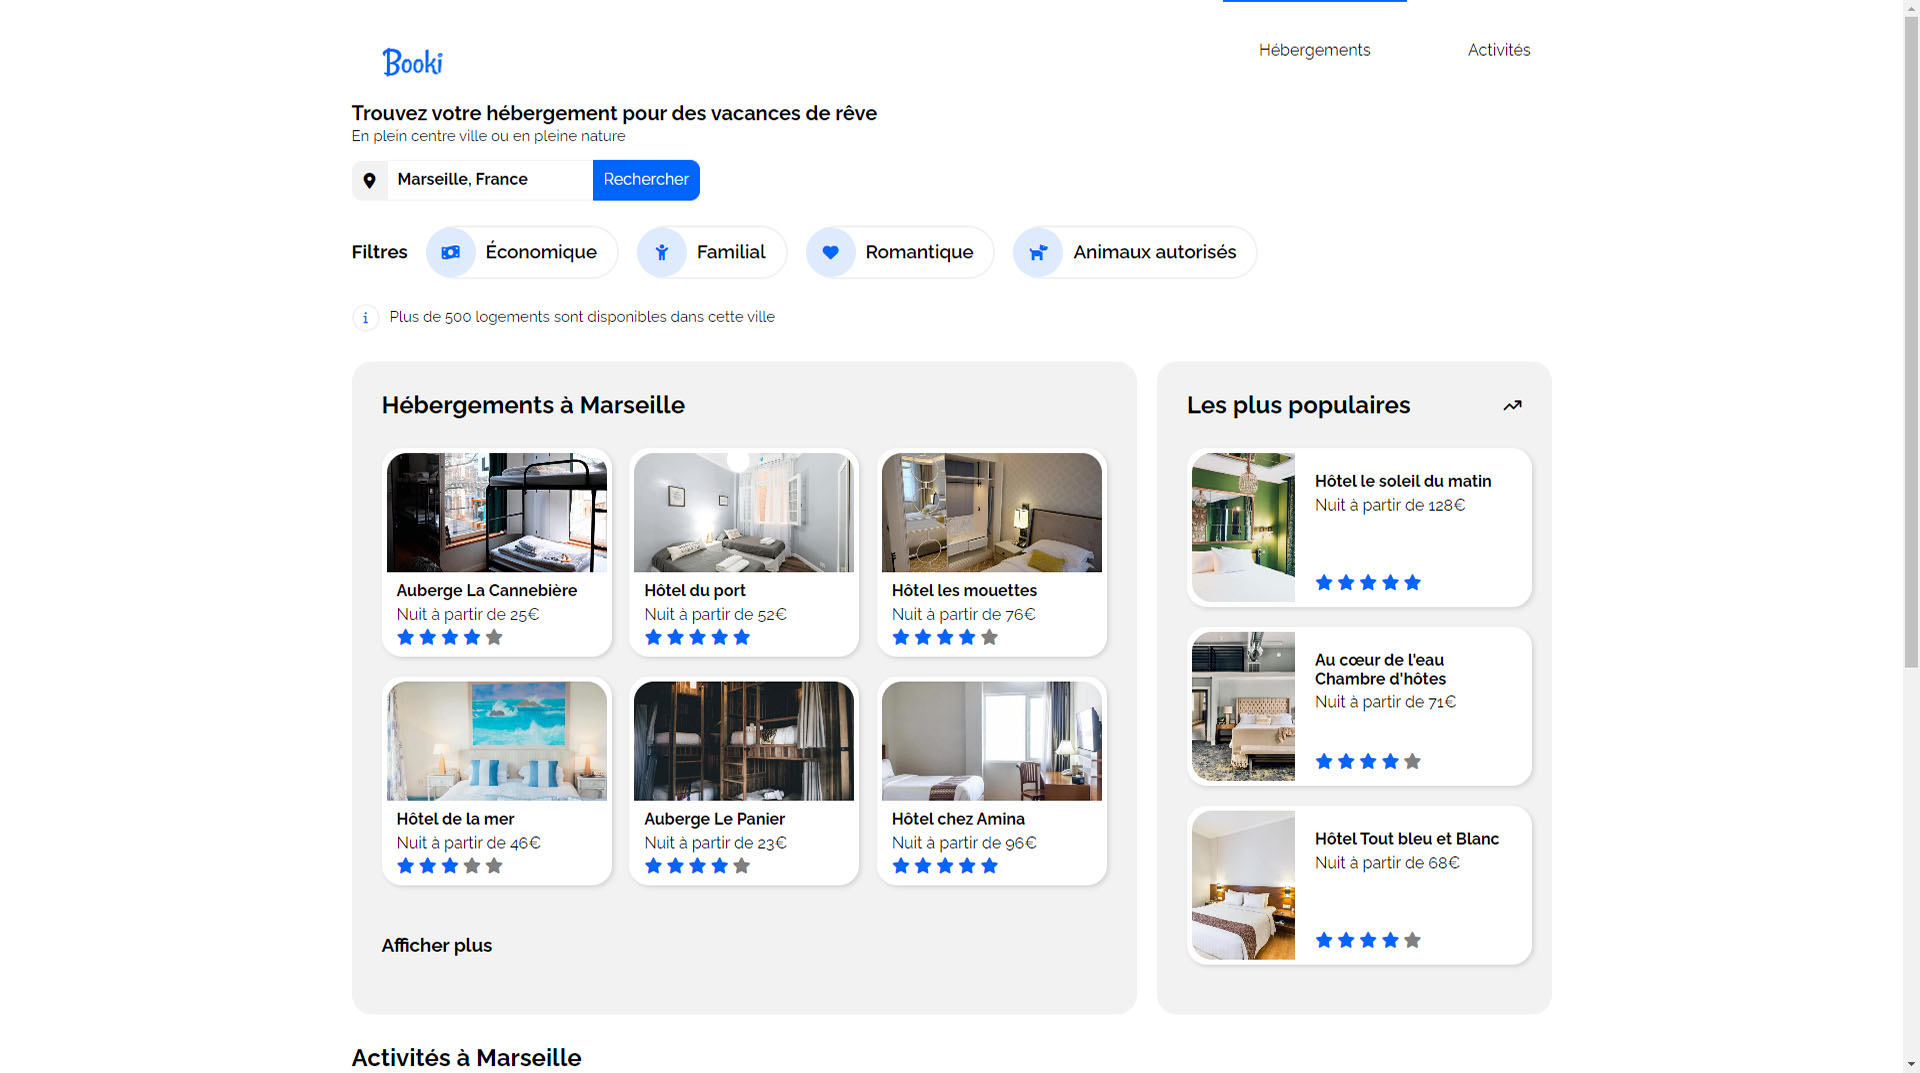 Booki
Hébergements
Activités
Trouvez votre hébergement pour des vacances de rêve
En plein centre ville ou en pleine nature
Marseille, France
Rechercher
Filtres
Économique
Familial
Romantique
Animaux autorisés
i
Plus de 500 logements sont disponibles dans cette ville
Hébergements à Marseille
Auberge La Cannebière
Nuit à partir de 25€
Hôtel du port
Nuit à partir de 52€
Hôtel les mouettes
Nuit à partir de 76€
Hôtel de la mer
Nuit à partir de 46€
Auberge Le Panier
Nuit à partir de 23€
Hôtel chez Amina
Nuit à partir de 96€
Afficher plus
Les plus populaires
Hôtel le soleil du matin
Nuit à partir de 128€
Au cœur de l'eau
Chambre d'hôtes
Nuit à partir de 71€
Hôtel Tout bleu et Blanc
Nuit à partir de 68€
Activités à Marseille